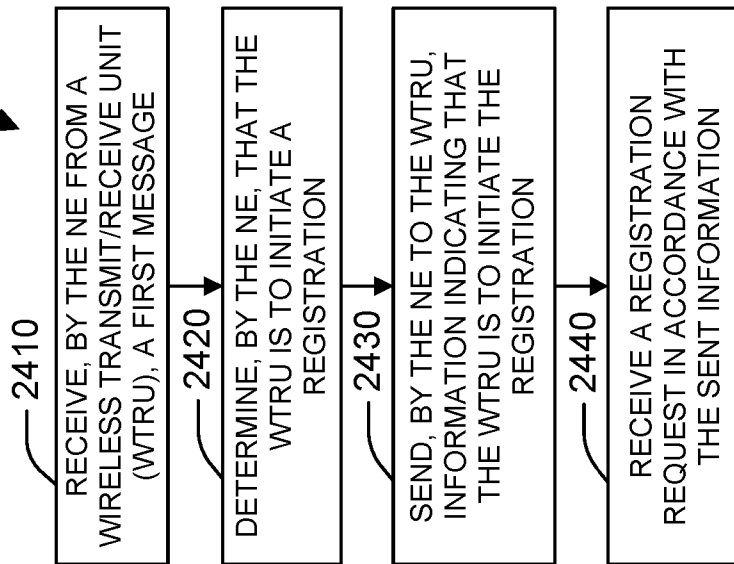 2410
RECEIVE, BY THE NE FROM A
WIRELESS TRANSMIT/RECEIVE UNIT
(WTRU), A FIRST MESSAGE
2420
DETERMINE, BY THE NE, THAT THE
WTRU IS TO INITIATE A
REGISTRATION
2430
SEND, BY THE NE TO THE WTRU,
INFORMATION INDICATING THAT
THE WTRU IS TO INITIATE THE
REGISTRATION
2440
RECEIVE A REGISTRATION
REQUEST IN ACCORDANCE WITH
THE SENT INFORMATION